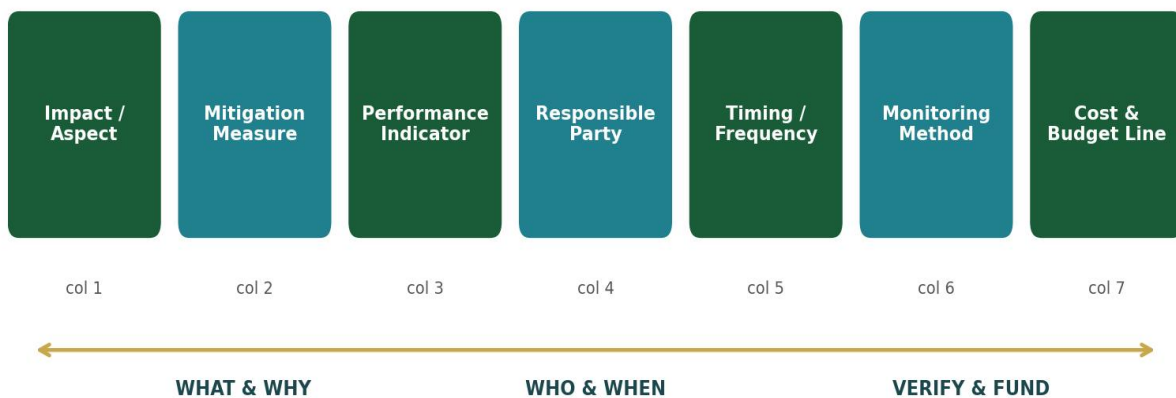 Impact /
Aspect
Mitigation
Measure
Performance
Indicator
Responsible
Party
Timing /
Frequency
Monitoring
Method
Cost &
Budget Line
col 1
col 2
col 3
col 4
col 5
col 6
col 7
WHAT & WHY
WHO & WHEN
VERIFY & FUND